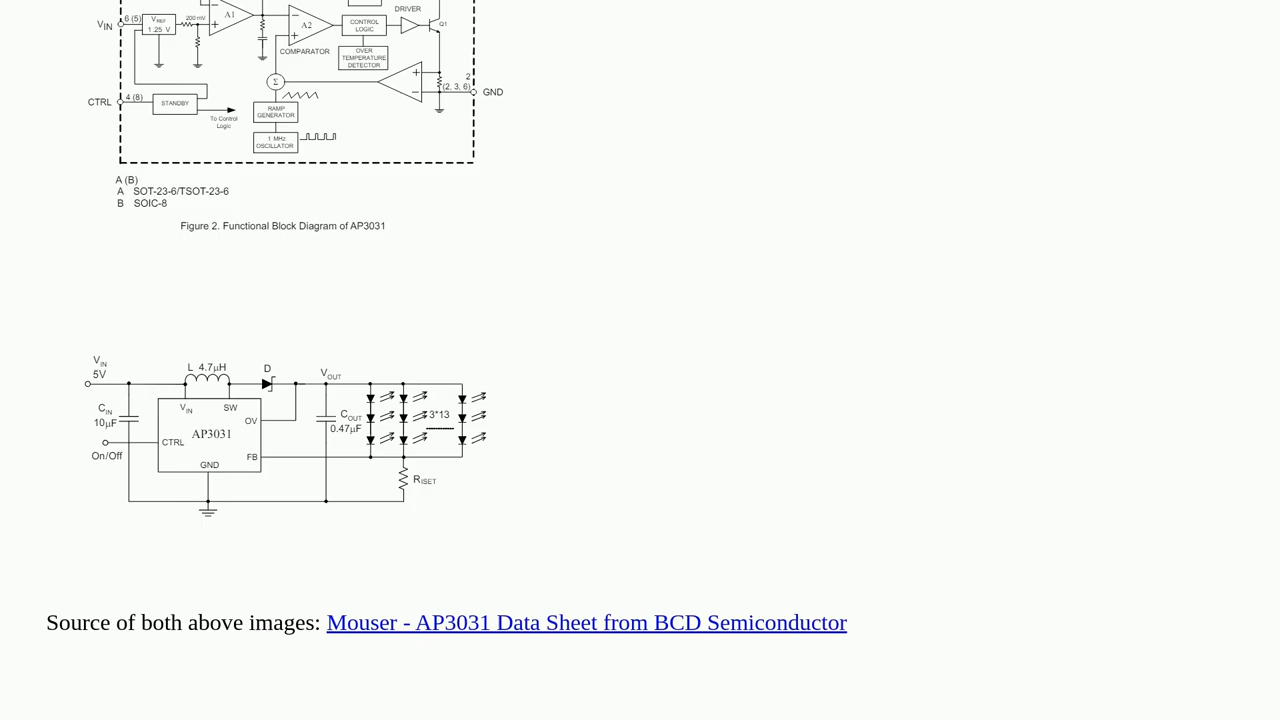 DRIVER
VIN 6 (5) VREF 1.25 V 200 mV A1 A2 CONTROL LOGIC Q1
COMPARATOR
OVER TEMPERATURE DETECTOR
Σ
2
(2, 3, 6) GND
CTRL 4 (8) STANDBY
To Control Logic
RAMP GENERATOR
1 MHz OSCILLATOR
A (B)
A SOT-23-6/TSOT-23-6
B SOIC-8
Figure 2. Functional Block Diagram of AP3031
VIN
5V
L 4.7μH
D
VOUT
CIN
10μF
VIN SW
OV
AP3031
CTRL
FB
GND
On/Off
COUT
0.47μF
3*13
RISET
Source of both above images: Mouser - AP3031 Data Sheet from BCD Semiconductor